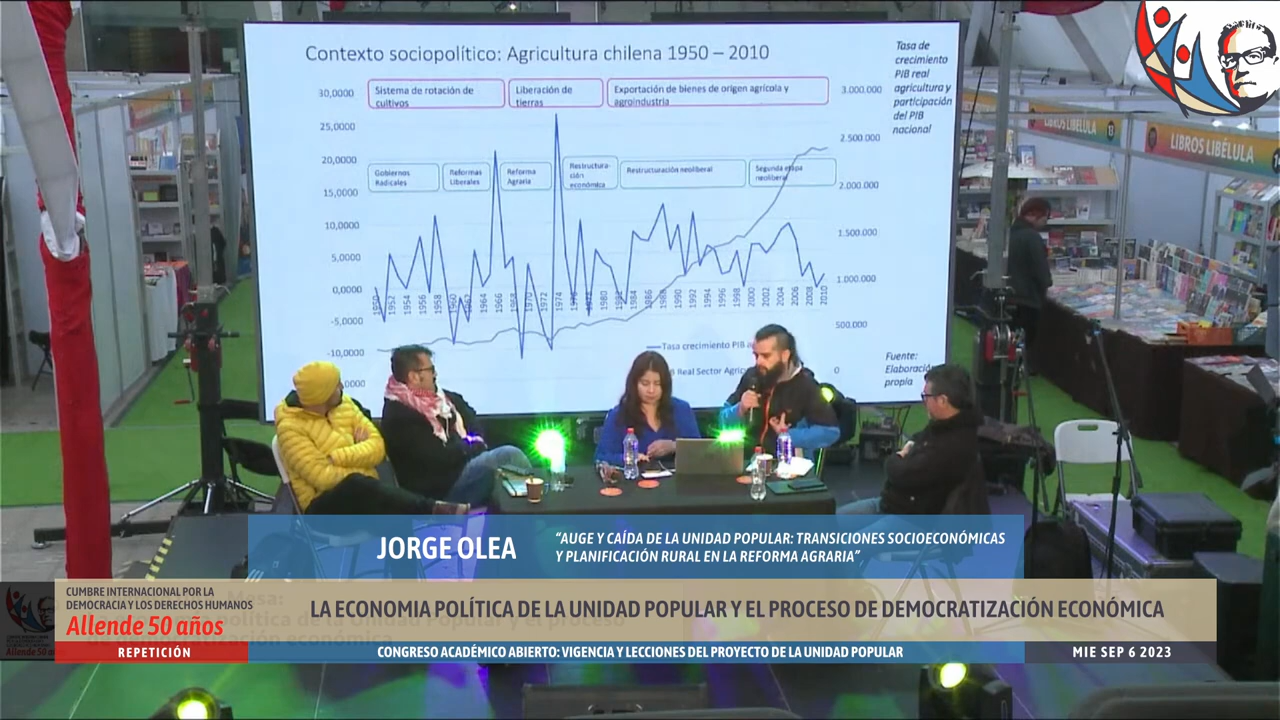 Contexto sociopolítico: Agricultura chilena 1950 – 2010
Tasa de
crecimiento
PIB real
agricultura y
participación
del PIB
nacional
Sistema de rotación de
cultivos
Liberación de
tierras
Exportación de bienes de origen agrícola y
agroindustria
30,0000
25,0000
20,0000
15,0000
10,0000
5,0000
0,0000
-5,0000
-10,0000
3.000.000
2.500.000
2.000.000
1.500.000
1.000.000
500.000
0
Gobiernos
Radicales
Reformas
Liberales
Reforma
Agraria
Restructura-
ción
económica
Restructuración neoliberal
Segunda etapa
neoliberal
1950 1952 1954 1956 1958 1960 1962 1964 1966 1968 1970 1972 1974 1980 1982 1984 1986 1988 1990 1992 1994 1996 1998 2000 2002 2004 2006 2008 2010
Tasa crecimiento PIB
Real Sector
Fuente:
Elaboración
propia
LIBROS LIBÉLULA
LIBROS LIBÉLULA
JORGE OLEA
“AUGE Y CAÍDA DE LA UNIDAD POPULAR: TRANSICIONES SOCIOECONÓMICAS
Y PLANIFICACIÓN RURAL EN LA REFORMA AGRARIA”
CUMBRE INTERNACIONAL POR LA
DEMOCRACIA Y LOS DERECHOS HUMANOS
Allende 50 años
LA ECONOMIA POLÍTICA DE LA UNIDAD POPULAR Y EL PROCESO DE DEMOCRATIZACIÓN ECONÓMICA
REPETICIÓN
CONGRESO ACADÉMICO ABIERTO: VIGENCIA Y LECCIONES DEL PROYECTO DE LA UNIDAD POPULAR
MIE SEP 6 2023